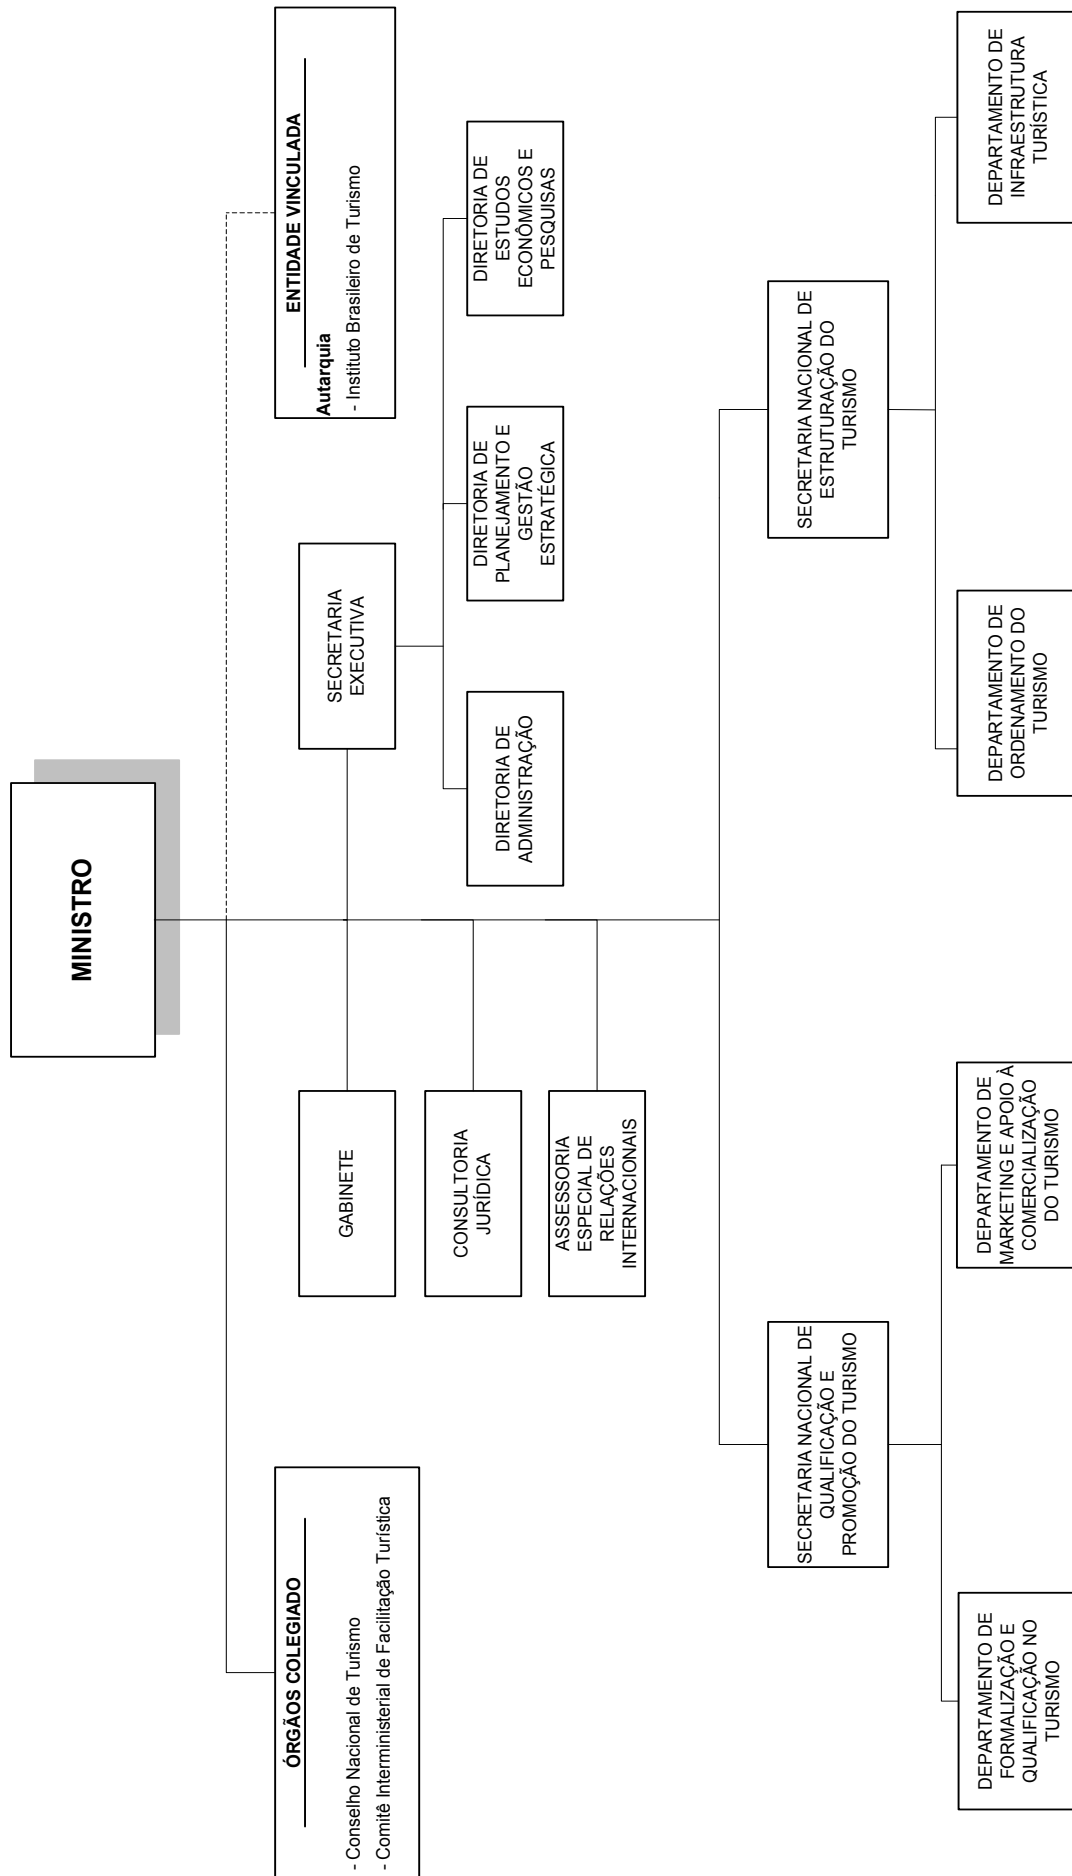 MINISTRO
ÓRGÃOS COLEGIADO
- Conselho Nacional de Turismo
- Comitê Interministerial de Facilitação Turística
ENTIDADE VINCULADA
Autarquia
- Instituto Brasileiro de Turismo
GABINETE
SECRETARIA
EXECUTIVA
CONSULTORIA
JURÍDICA
ASSESSORIA
ESPECIAL DE
RELAÇÕES
INTERNACIONAIS
DIRETORIA DE
ADMINISTRAÇÃO
DIRETORIA DE
PLANEJAMENTO E
GESTÃO
ESTRATÉGICA
DIRETORIA DE
ESTUDOS
ECONÔMICOS E
PESQUISAS
SECRETARIA NACIONAL DE
QUALIFICAÇÃO E
PROMOÇÃO DO TURISMO
SECRETARIA NACIONAL DE
ESTRUTURAÇÃO DO
TURISMO
DEPARTAMENTO DE
FORMALIZAÇÃO E
QUALIFICAÇÃO NO
TURISMO
DEPARTAMENTO DE
MARKETING E APOIO À
COMERCIALIZAÇÃO
DO TURISMO
DEPARTAMENTO DE
ORDENAMENTO DO
TURISMO
DEPARTAMENTO DE
INFRAESTRUTURA
TURÍSTICA